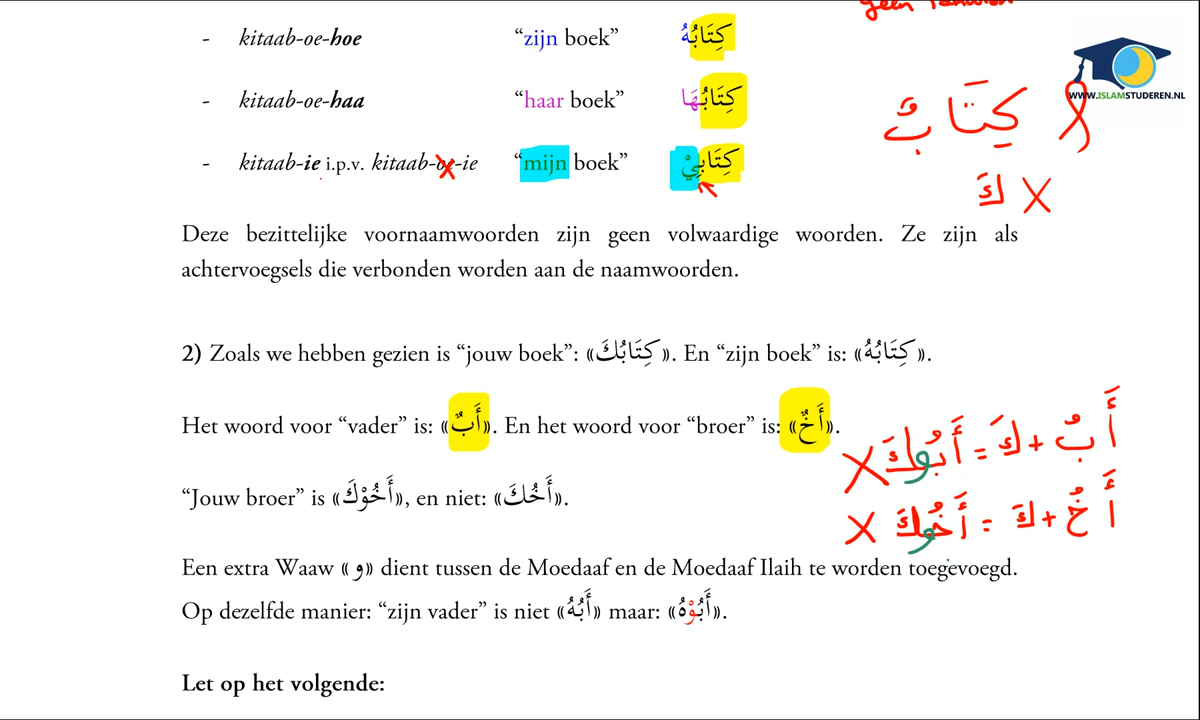 geen
- kitaab-oe-hoe “zijn boek” كِتَابُهُ
- kitaab-oe-haa “haar boek” كِتَابُهَا
- kitaab-ie i.p.v. kitaab-oe-ie “mijn boek” كِتَابِيْ
WWW.ISLAMSTUDEREN.NL
كِتَابٌ
كَ X
Deze bezittelijke voornaamwoorden zijn geen volwaardige woorden. Ze zijn als
achtervoegsels die verbonden worden aan de naamwoorden.
2) Zoals we hebben gezien is “jouw boek”: «كِتَابُكَ». En “zijn boek” is: «كِتَابُهُ».
Het woord voor “vader” is: «أَبٌ». En het woord voor “broer” is: «أَخٌ».
أَبٌ + كَ = أَبُوكَ X
“Jouw broer” is «أَخُوْكَ», en niet: «أَخُكَ».
أَخُ + كَ = أَخُوكَ X
Een extra Waaw «و» dient tussen de Moedaaf en de Moedaaf Ilaih te worden toegevoegd.
Op dezelfde manier: “zijn vader” is niet «أَبُهُ» maar: «أَبُوْهُ».
Let op het volgende: